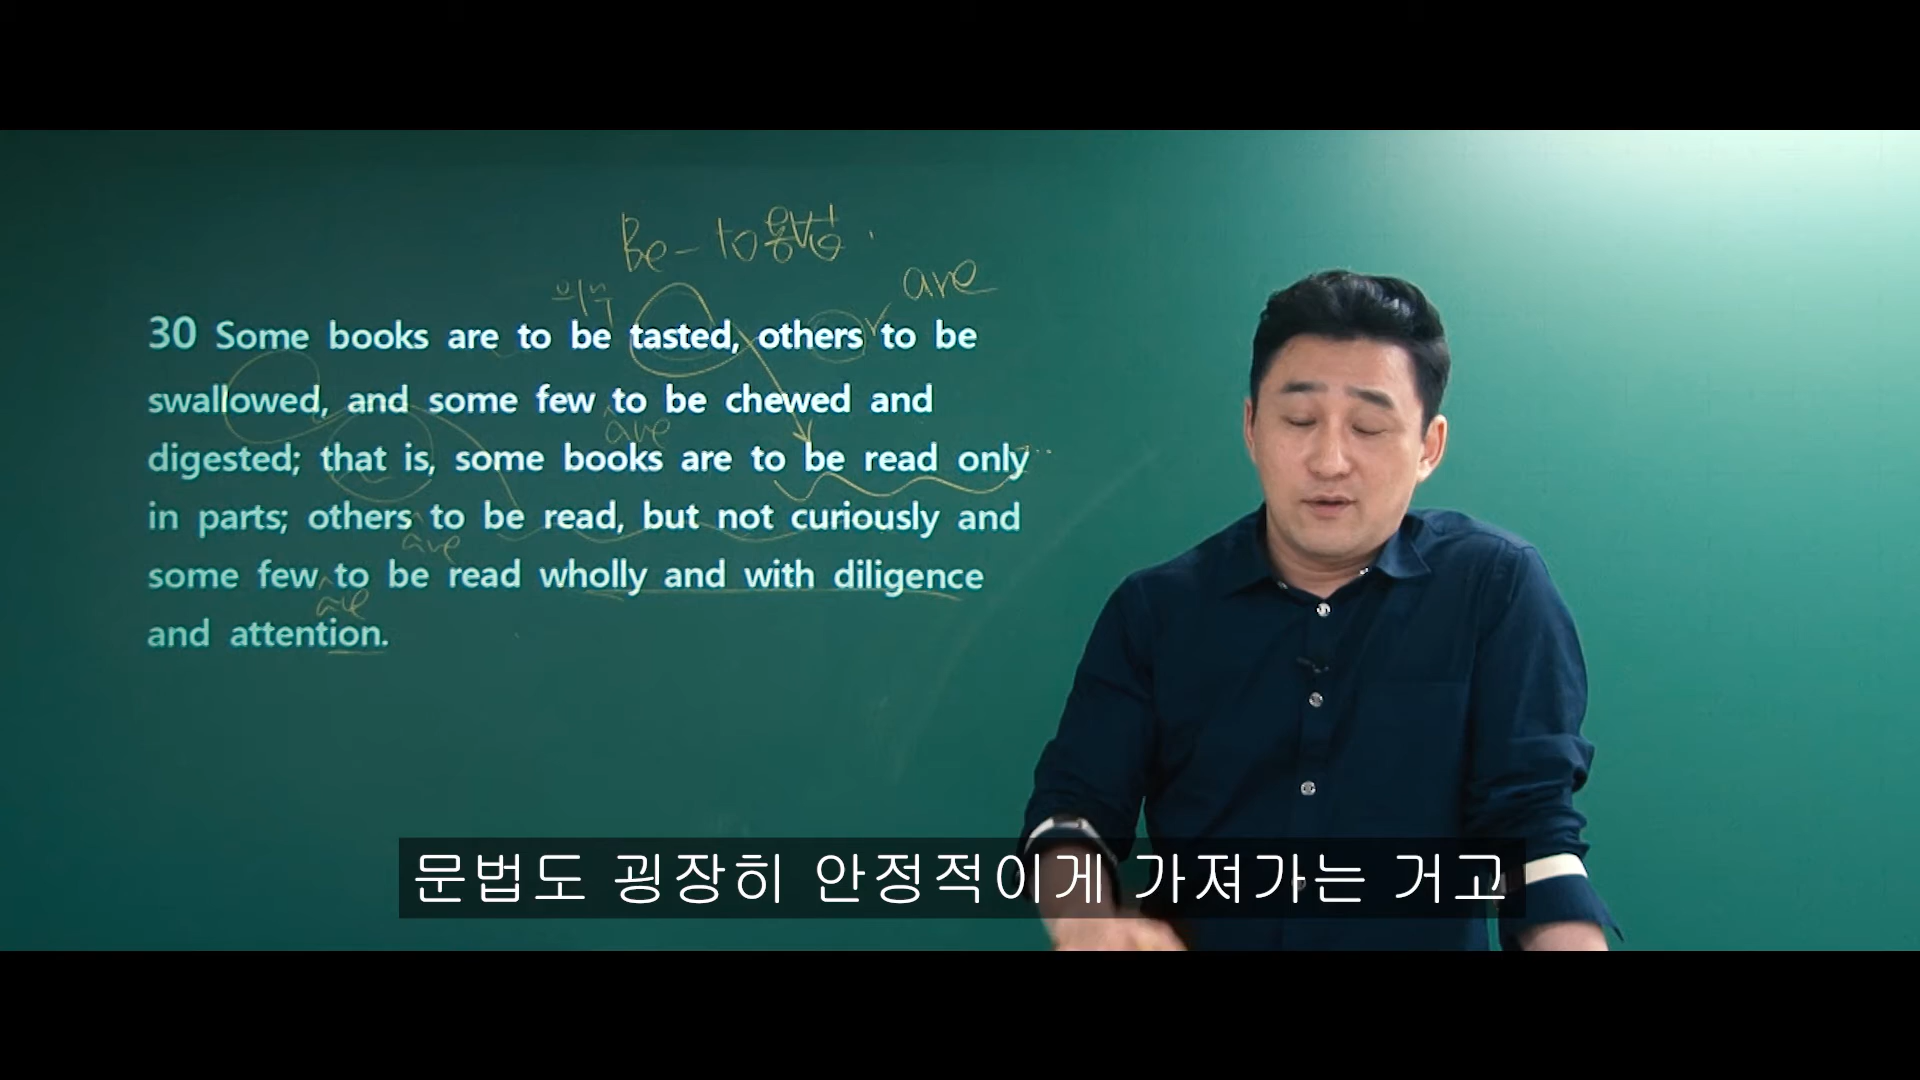 Be-to용법.
의무
are
30 Some books are to be tasted, others to be
swallowed, and some few to be chewed and
are
digested; that is, some books are to be read only
in parts; others to be read, but not curiously and
are
some few to be read wholly and with diligence
are
and attention.
문법도 굉장히 안정적이게 가져가는 거고